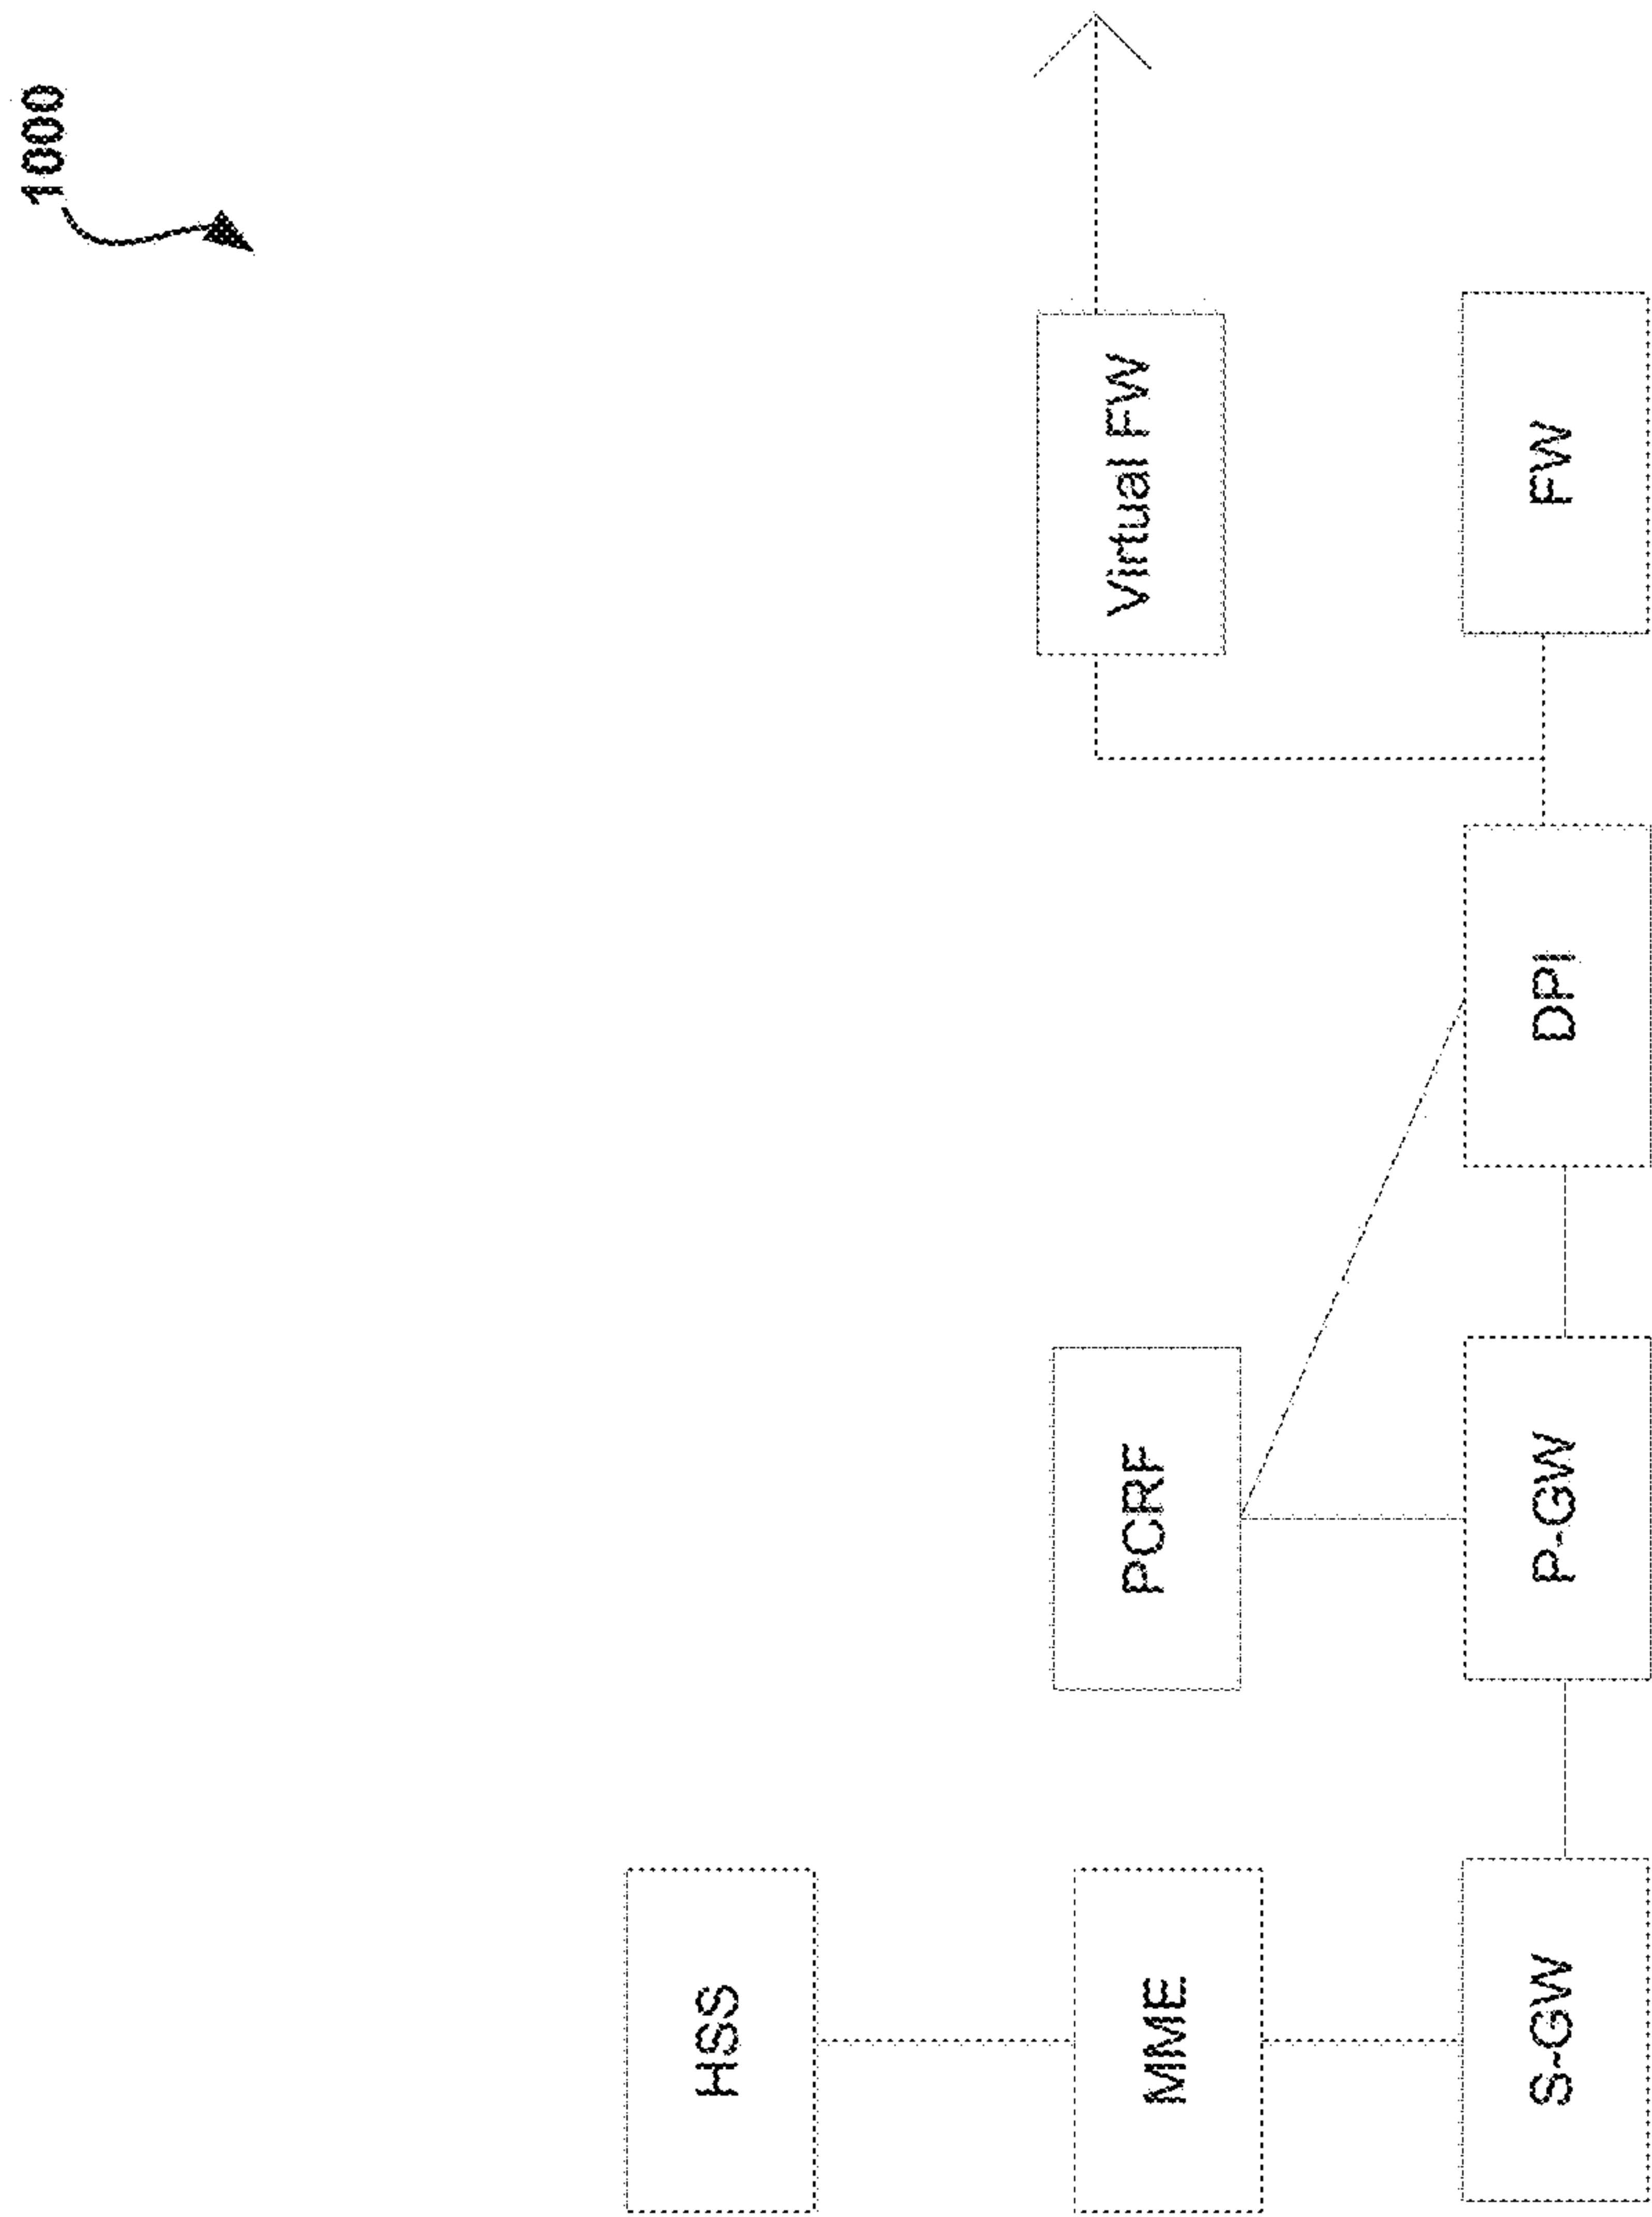 1000
HSS
MME
PCRF
Virtual FW
S-GW
P-GW
DPI
FW